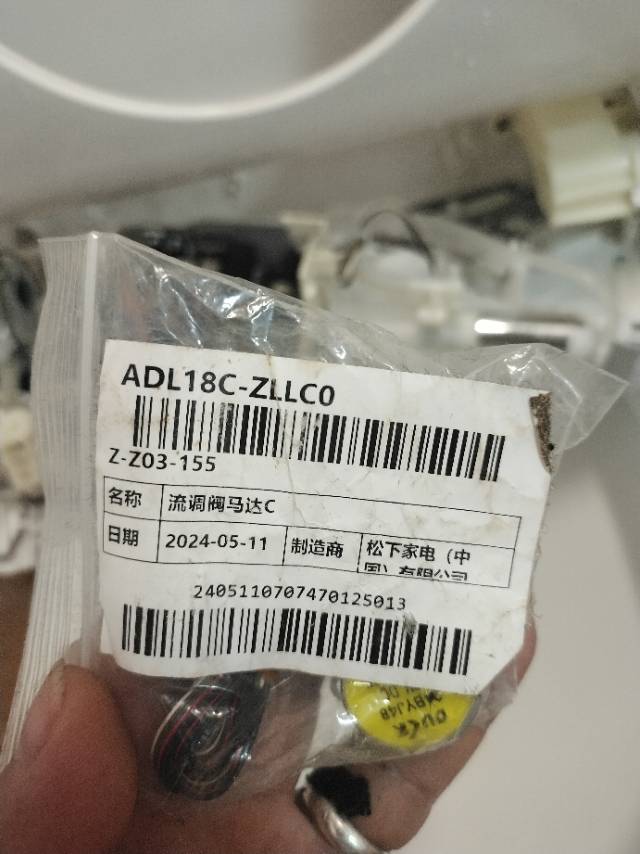 ADL18C-ZLLC0
Z-Z03-155
名称 流调阀马达C
日期 2024-05-11 制造商 松下家电（中
国）有限公司
2405110707470125013